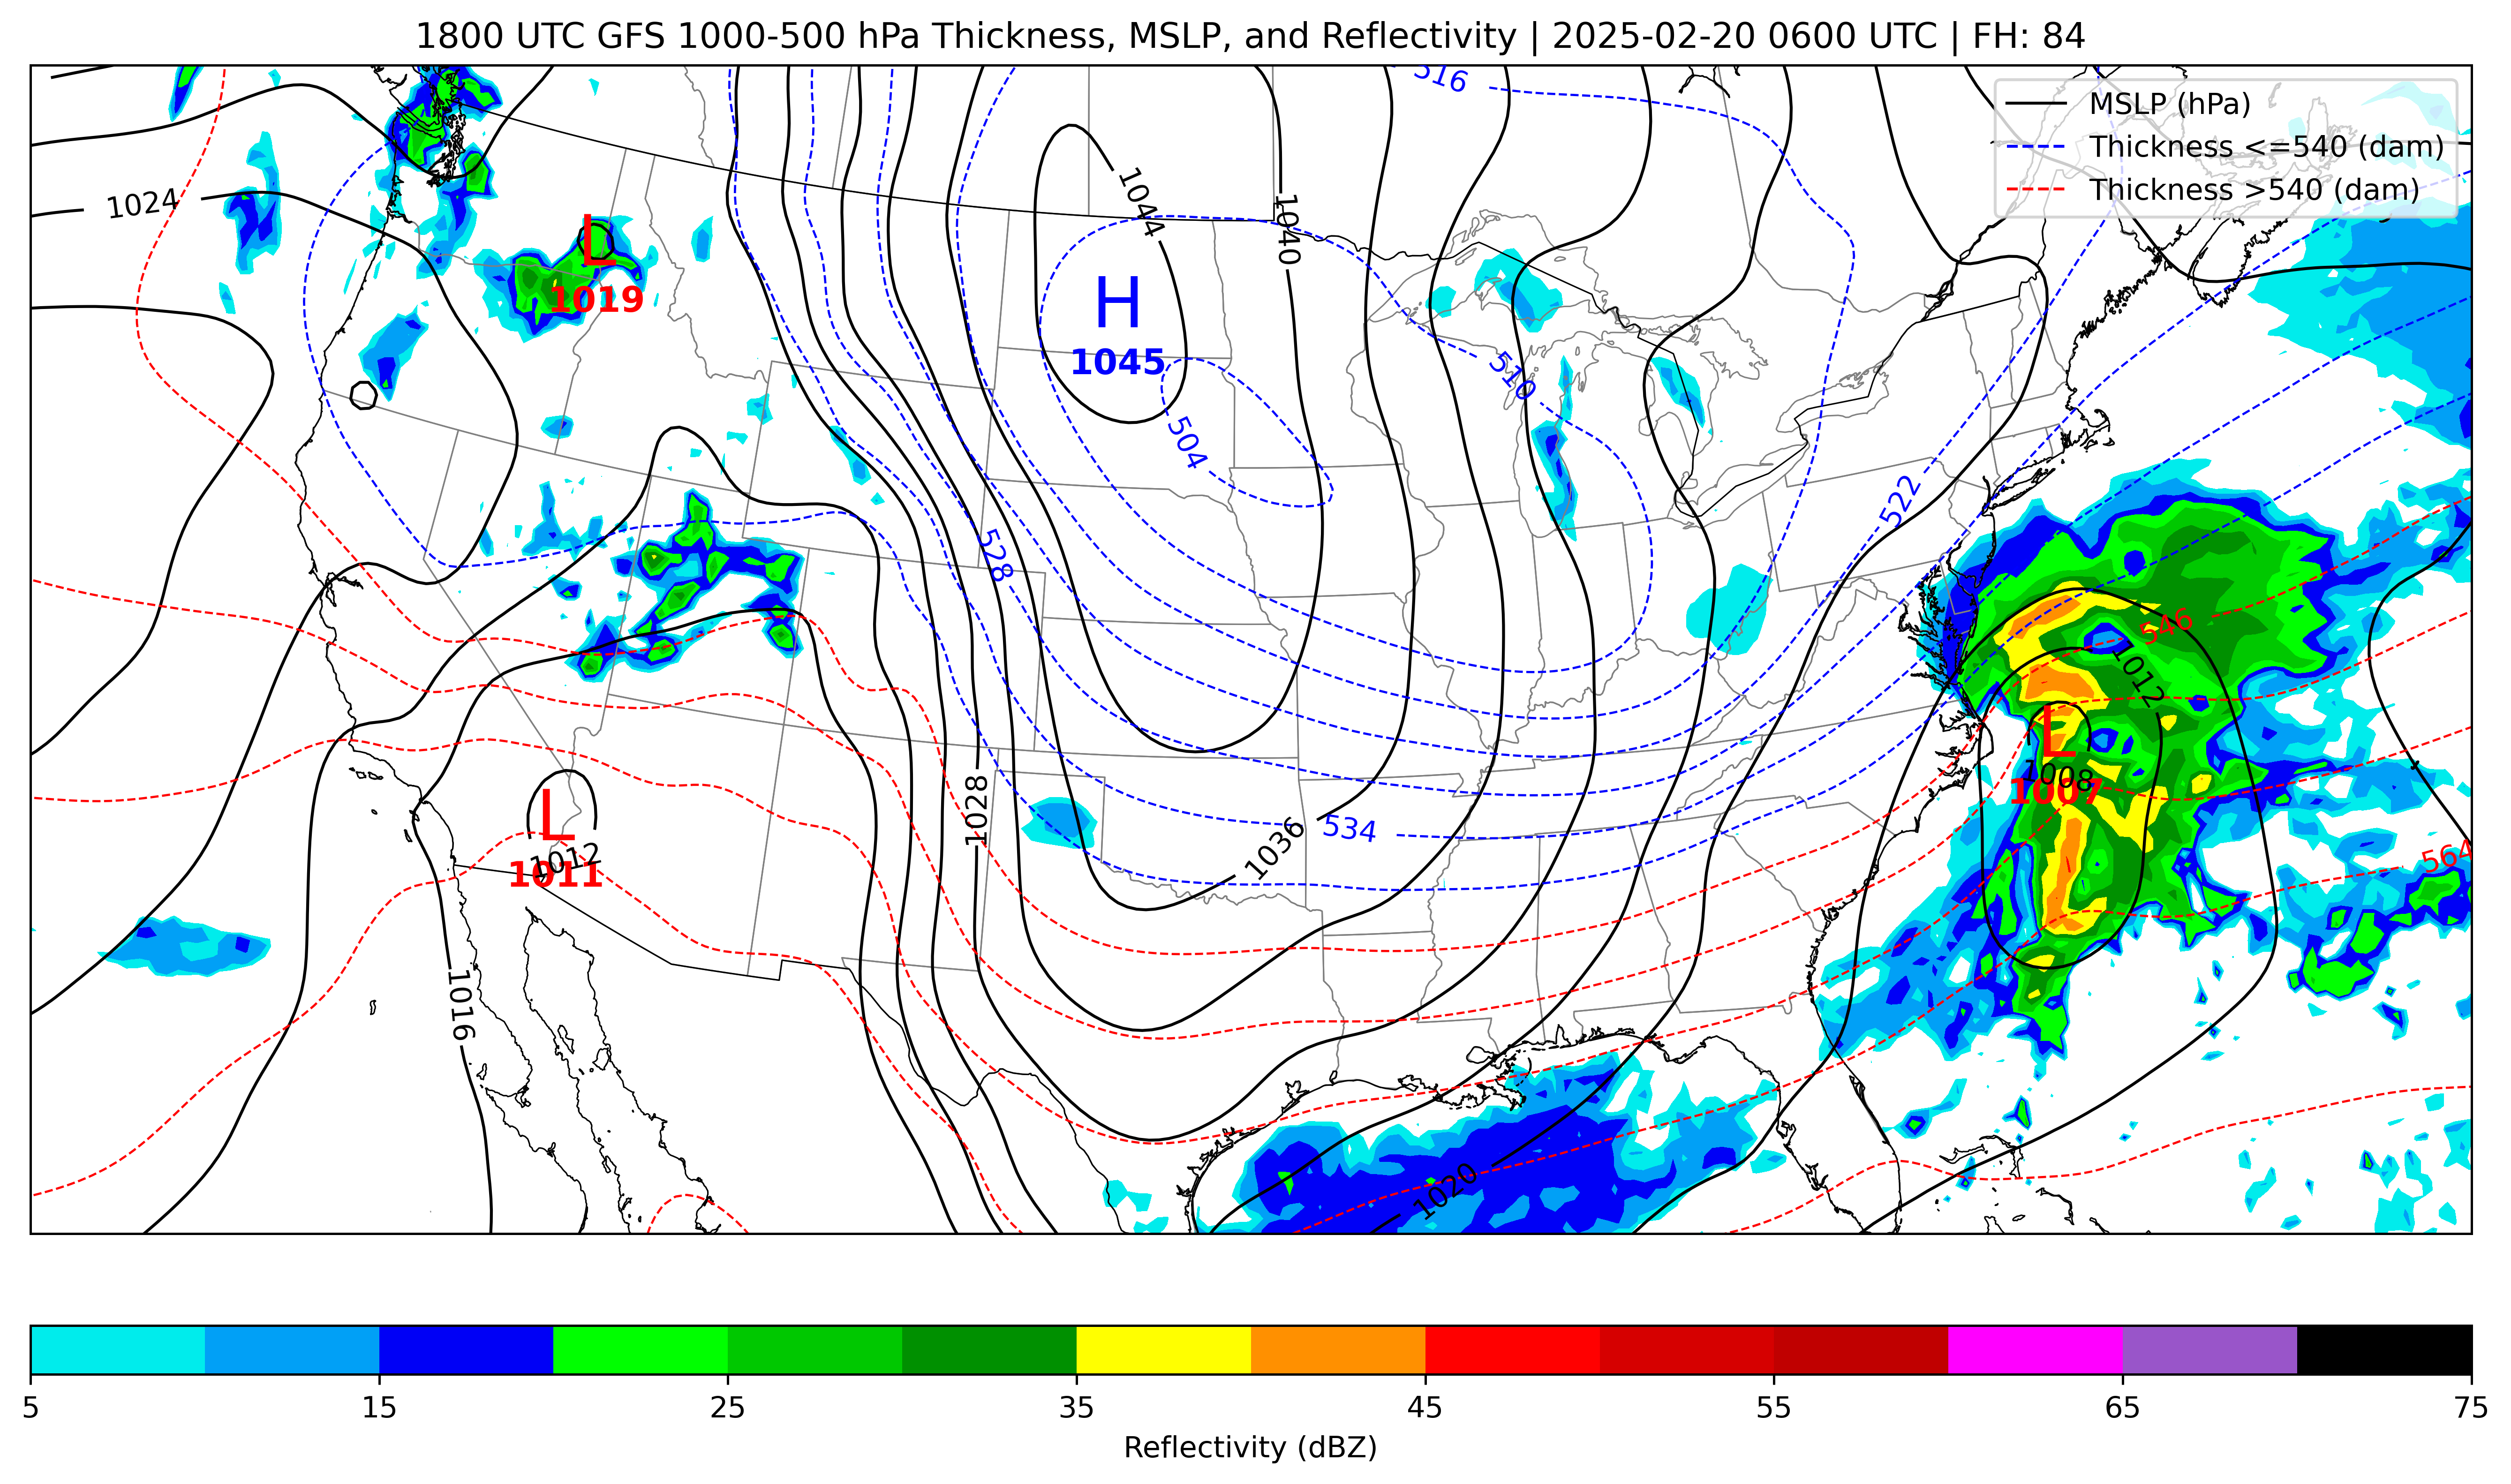 1800 UTC GFS 1000-500 hPa Thickness, MSLP, and Reflectivity | 2025-02-20 0600 UTC | FH: 84
MSLP (hPa)
Thickness <=540 (dam)
Thickness >540 (dam)
516
1024
1044
1040
L
1019
H
1045
510
504
522
528
546
1012
L
1008
1007
1028
534
1036
564
L
1012
1011
1016
1020
5 15 25 35 45 55 65 75
Reflectivity (dBZ)